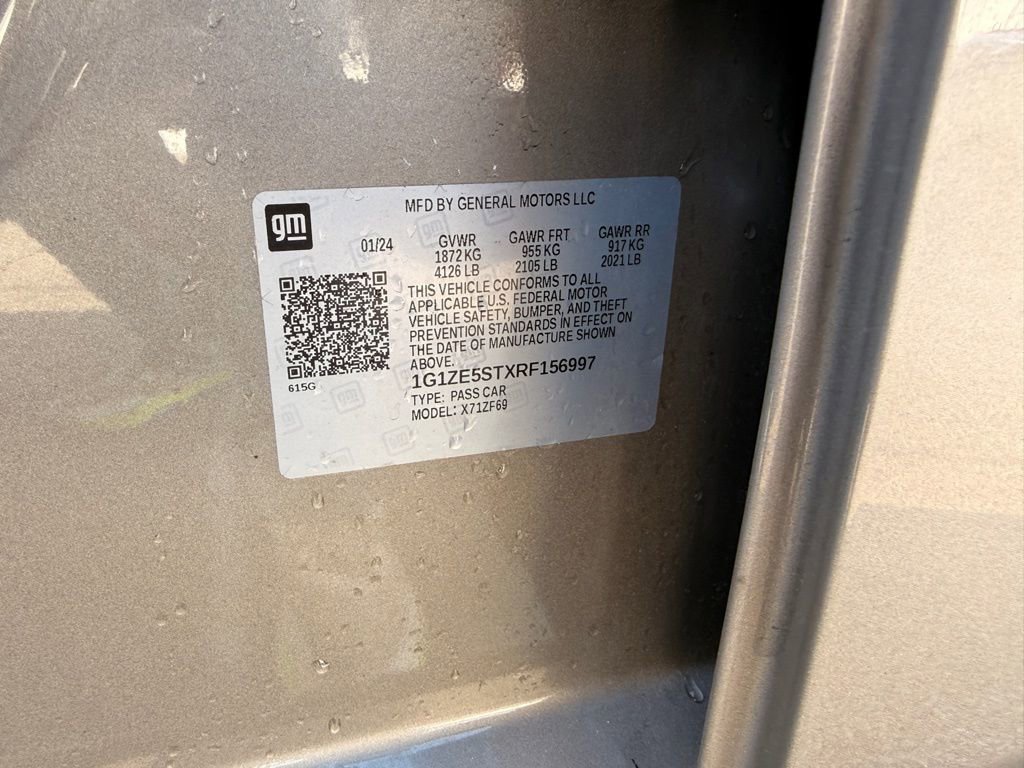 MFD BY GENERAL MOTORS LLC
gm
01/24 GVWR GAWR FRT GAWR RR
1872 KG 955 KG 917 KG
4126 LB 2105 LB 2021 LB
THIS VEHICLE CONFORMS TO ALL
APPLICABLE U.S. FEDERAL MOTOR
VEHICLE SAFETY, BUMPER, AND THEFT
PREVENTION STANDARDS IN EFFECT ON
THE DATE OF MANUFACTURE SHOWN
ABOVE.
615G
1G1ZE5STXRF156997
TYPE: PASS CAR
MODEL: X71ZF69